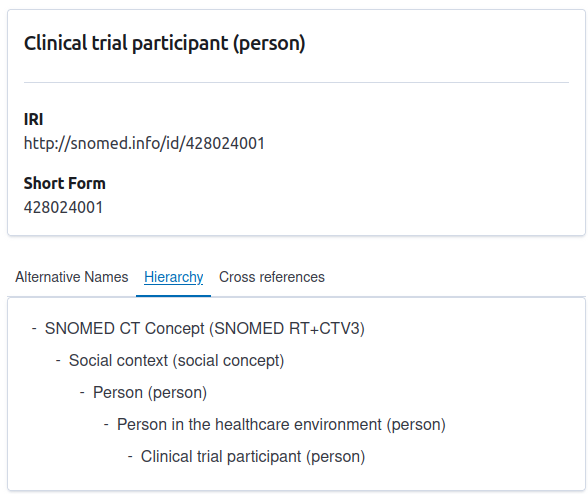 Clinical trial participant (person)
IRI
http://snomed.info/id/428024001
Short Form
428024001
Alternative Names Hierarchy Cross references
- SNOMED CT Concept (SNOMED RT+CTV3)
- Social context (social concept)
- Person (person)
- Person in the healthcare environment (person)
- Clinical trial participant (person)